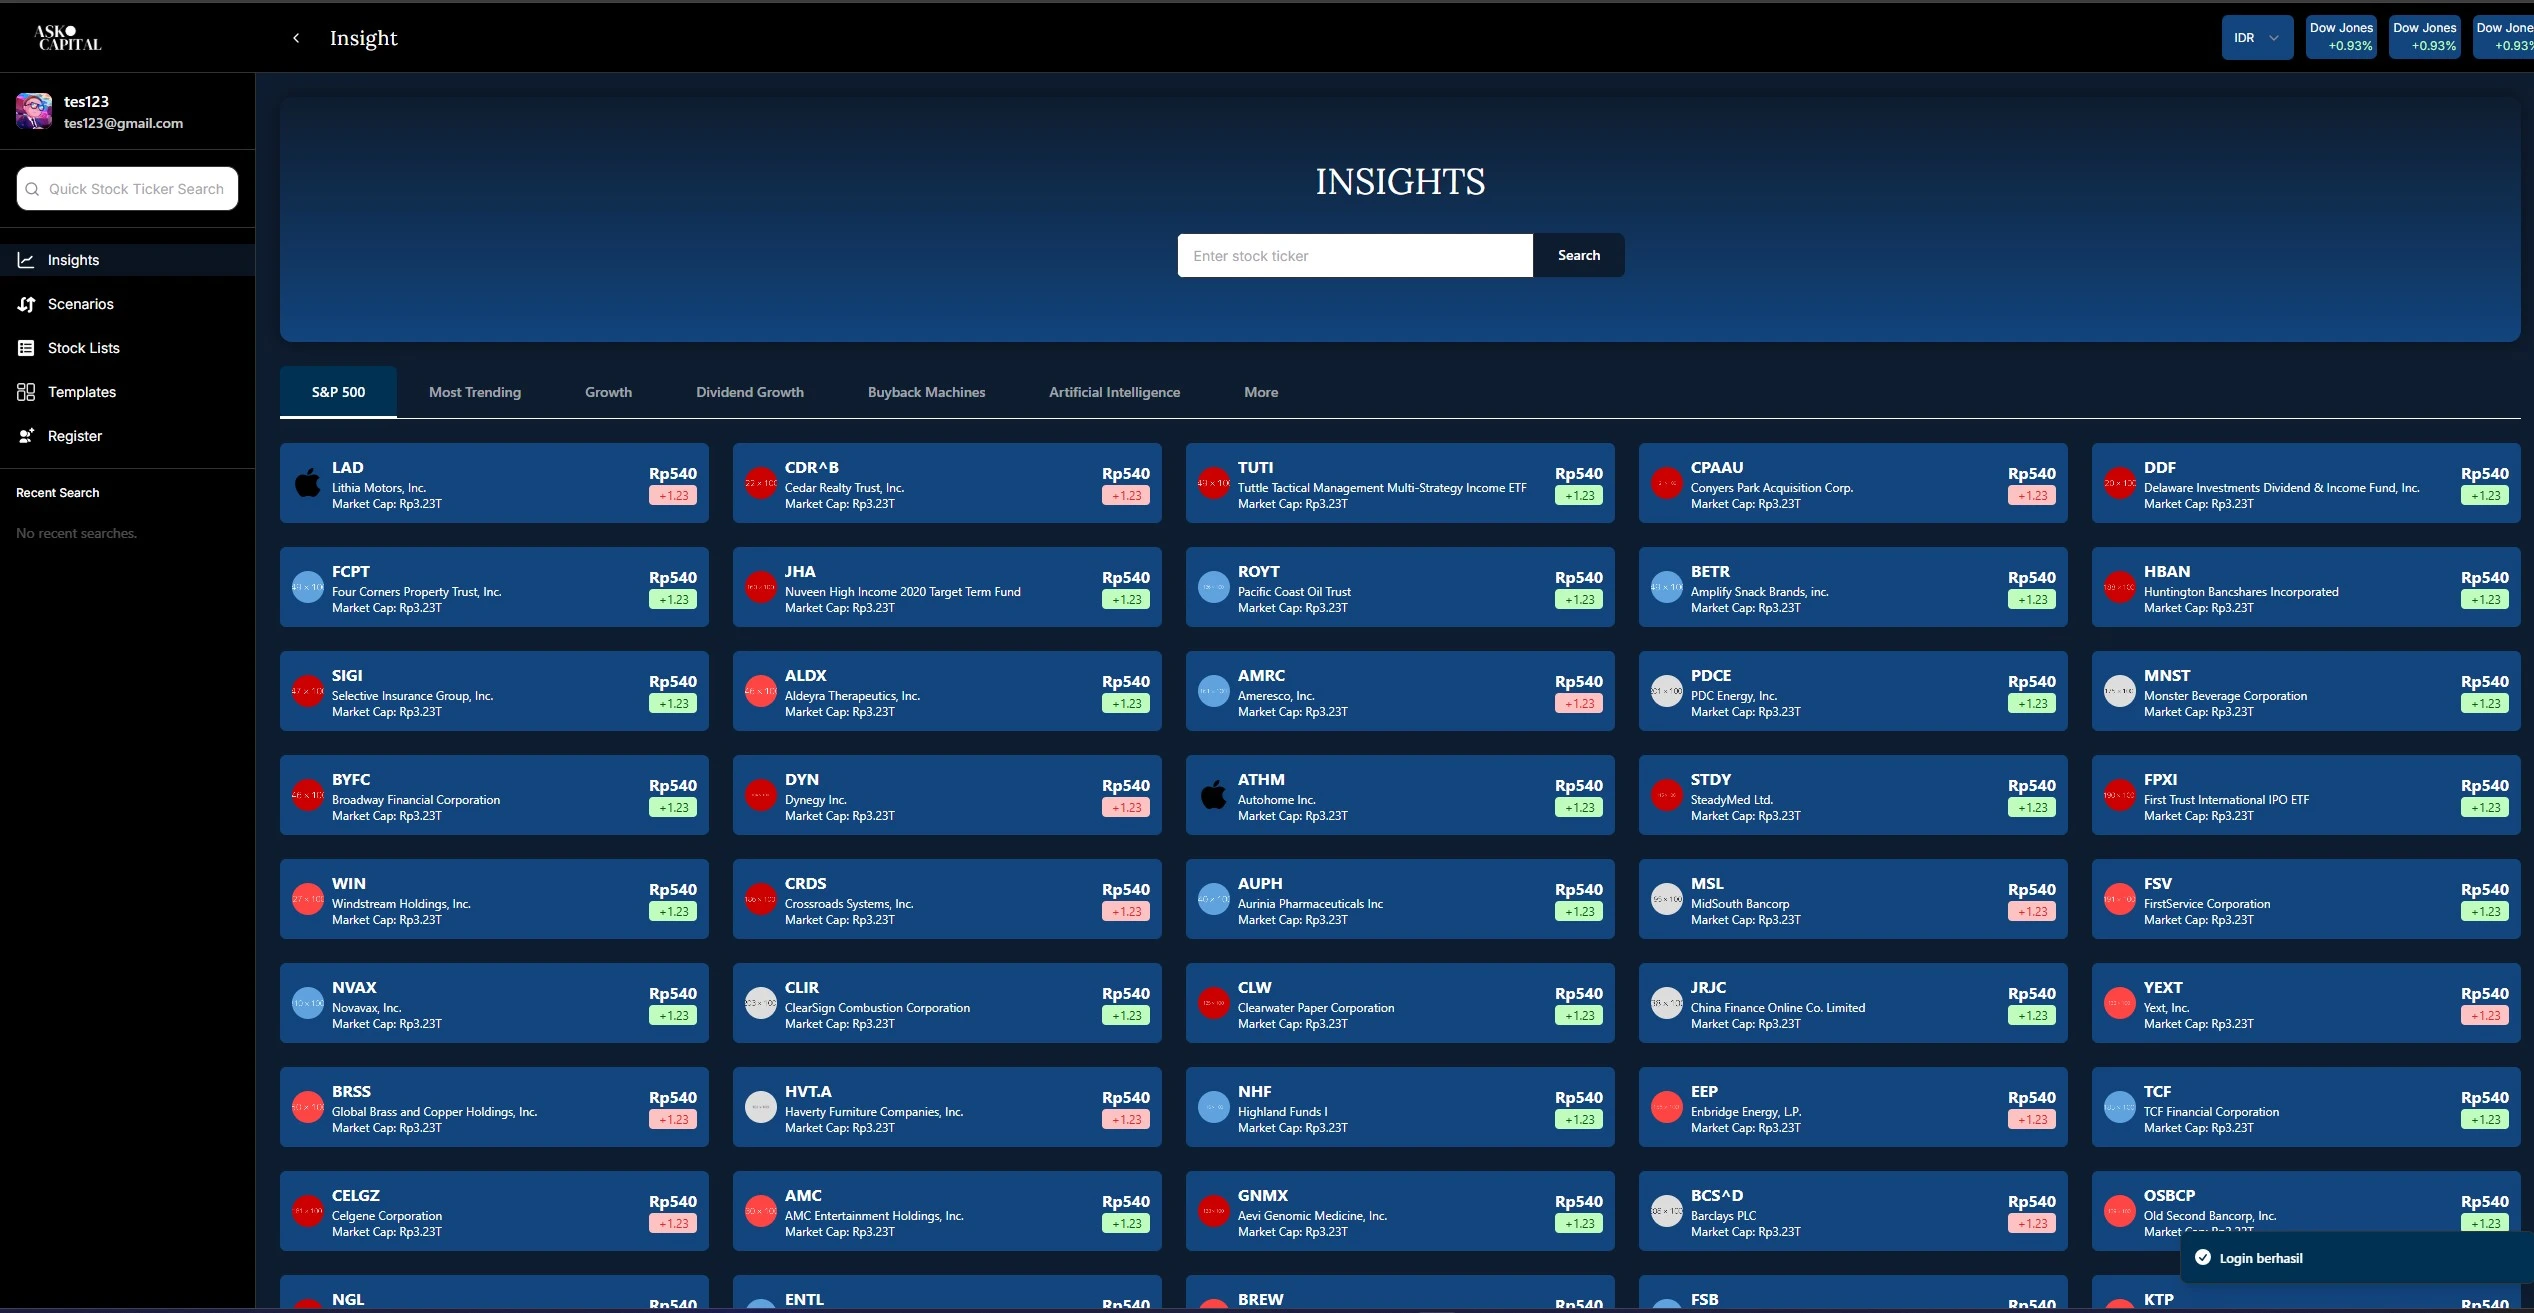 ASK
CAPITAL
Insight
IDR
Dow Jones
+0.93%
Dow Jones
+0.93%
+0.93%
tes123
tes123@gmail.com
Quick Stock Ticker Search
Insights
Scenarios
Stock Lists
Templates
Register
Recent Search
No recent searches.
INSIGHTS
Enter stock ticker
Search
S&P 500
Most Trending
Growth
Dividend Growth
Buyback Machines
Artificial Intelligence
More
LAD
Lithia Motors, Inc.
Market Cap: Rp3.23T
Rp540
+1.23
CDR^B
Cedar Realty Trust, Inc.
Market Cap: Rp3.23T
Rp540
+1.23
TUTI
Tuttle Tactical Management Multi-Strategy Income ETF
Market Cap: Rp3.23T
Rp540
+1.23
CPAAU
Conyers Park Acquisition Corp.
Market Cap: Rp3.23T
Rp540
+1.23
DDF
Delaware Investments Dividend & Income Fund, Inc.
Market Cap: Rp3.23T
Rp540
+1.23
FCPT
Four Corners Property Trust, Inc.
Market Cap: Rp3.23T
Rp540
+1.23
JHA
Nuveen High Income 2020 Target Term Fund
Market Cap: Rp3.23T
Rp540
+1.23
ROYT
Pacific Coast Oil Trust
Market Cap: Rp3.23T
Rp540
+1.23
BETR
Amplify Snack Brands, inc.
Market Cap: Rp3.23T
Rp540
+1.23
HBAN
Huntington Bancshares Incorporated
Market Cap: Rp3.23T
Rp540
+1.23
SIGI
Selective Insurance Group, Inc.
Market Cap: Rp3.23T
Rp540
+1.23
ALDX
Aldeyra Therapeutics, Inc.
Market Cap: Rp3.23T
Rp540
+1.23
AMRC
Ameresco, Inc.
Market Cap: Rp3.23T
Rp540
+1.23
PDCE
PDC Energy, Inc.
Market Cap: Rp3.23T
Rp540
+1.23
MNST
Monster Beverage Corporation
Market Cap: Rp3.23T
Rp540
+1.23
BYFC
Broadway Financial Corporation
Market Cap: Rp3.23T
Rp540
+1.23
DYN
Dynegy Inc.
Market Cap: Rp3.23T
Rp540
+1.23
ATHM
Autohome Inc.
Market Cap: Rp3.23T
Rp540
+1.23
STDY
SteadyMed Ltd.
Market Cap: Rp3.23T
Rp540
+1.23
FPXI
First Trust International IPO ETF
Market Cap: Rp3.23T
Rp540
+1.23
WIN
Windstream Holdings, Inc.
Market Cap: Rp3.23T
Rp540
+1.23
CRDS
Crossroads Systems, Inc.
Market Cap: Rp3.23T
Rp540
+1.23
AUPH
Aurinia Pharmaceuticals Inc
Market Cap: Rp3.23T
Rp540
+1.23
MSL
MidSouth Bancorp
Market Cap: Rp3.23T
Rp540
+1.23
FSV
FirstService Corporation
Market Cap: Rp3.23T
Rp540
+1.23
NVAX
Novavax, Inc.
Market Cap: Rp3.23T
Rp540
+1.23
CLIR
ClearSign Combustion Corporation
Market Cap: Rp3.23T
Rp540
+1.23
CLW
Clearwater Paper Corporation
Market Cap: Rp3.23T
Rp540
+1.23
JRJC
China Finance Online Co. Limited
Market Cap: Rp3.23T
Rp540
+1.23
YEXT
Yext, Inc.
Market Cap: Rp3.23T
Rp540
+1.23
BRSS
Global Brass and Copper Holdings, Inc.
Market Cap: Rp3.23T
Rp540
+1.23
HVT.A
Haverty Furniture Companies, Inc.
Market Cap: Rp3.23T
Rp540
+1.23
NHF
Highland Funds I
Market Cap: Rp3.23T
Rp540
+1.23
EEP
Enbridge Energy, L.P.
Market Cap: Rp3.23T
Rp540
+1.23
TCF
TCF Financial Corporation
Market Cap: Rp3.23T
Rp540
+1.23
CELGZ
Celgene Corporation
Market Cap: Rp3.23T
Rp540
+1.23
AMC
AMC Entertainment Holdings, Inc.
Market Cap: Rp3.23T
Rp540
+1.23
GNMX
Aevi Genomic Medicine, Inc.
Market Cap: Rp3.23T
Rp540
+1.23
BCS^D
Barclays PLC
Market Cap: Rp3.23T
Rp540
+1.23
OSBCP
Old Second Bancorp, Inc.
Market Cap: Rp3.23T
Rp540
+1.23
Login berhasil
NGL
Rp540
ENTL
Rp540
BREW
Rp540
FSB
Rp540
KTP
Rp540